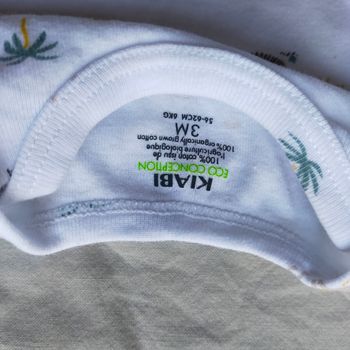 KIABI
ECO CONCEPTION
100% coton issu de
l'agriculture biologique
100% organically grown cotton
3M
56-62CM 6KG